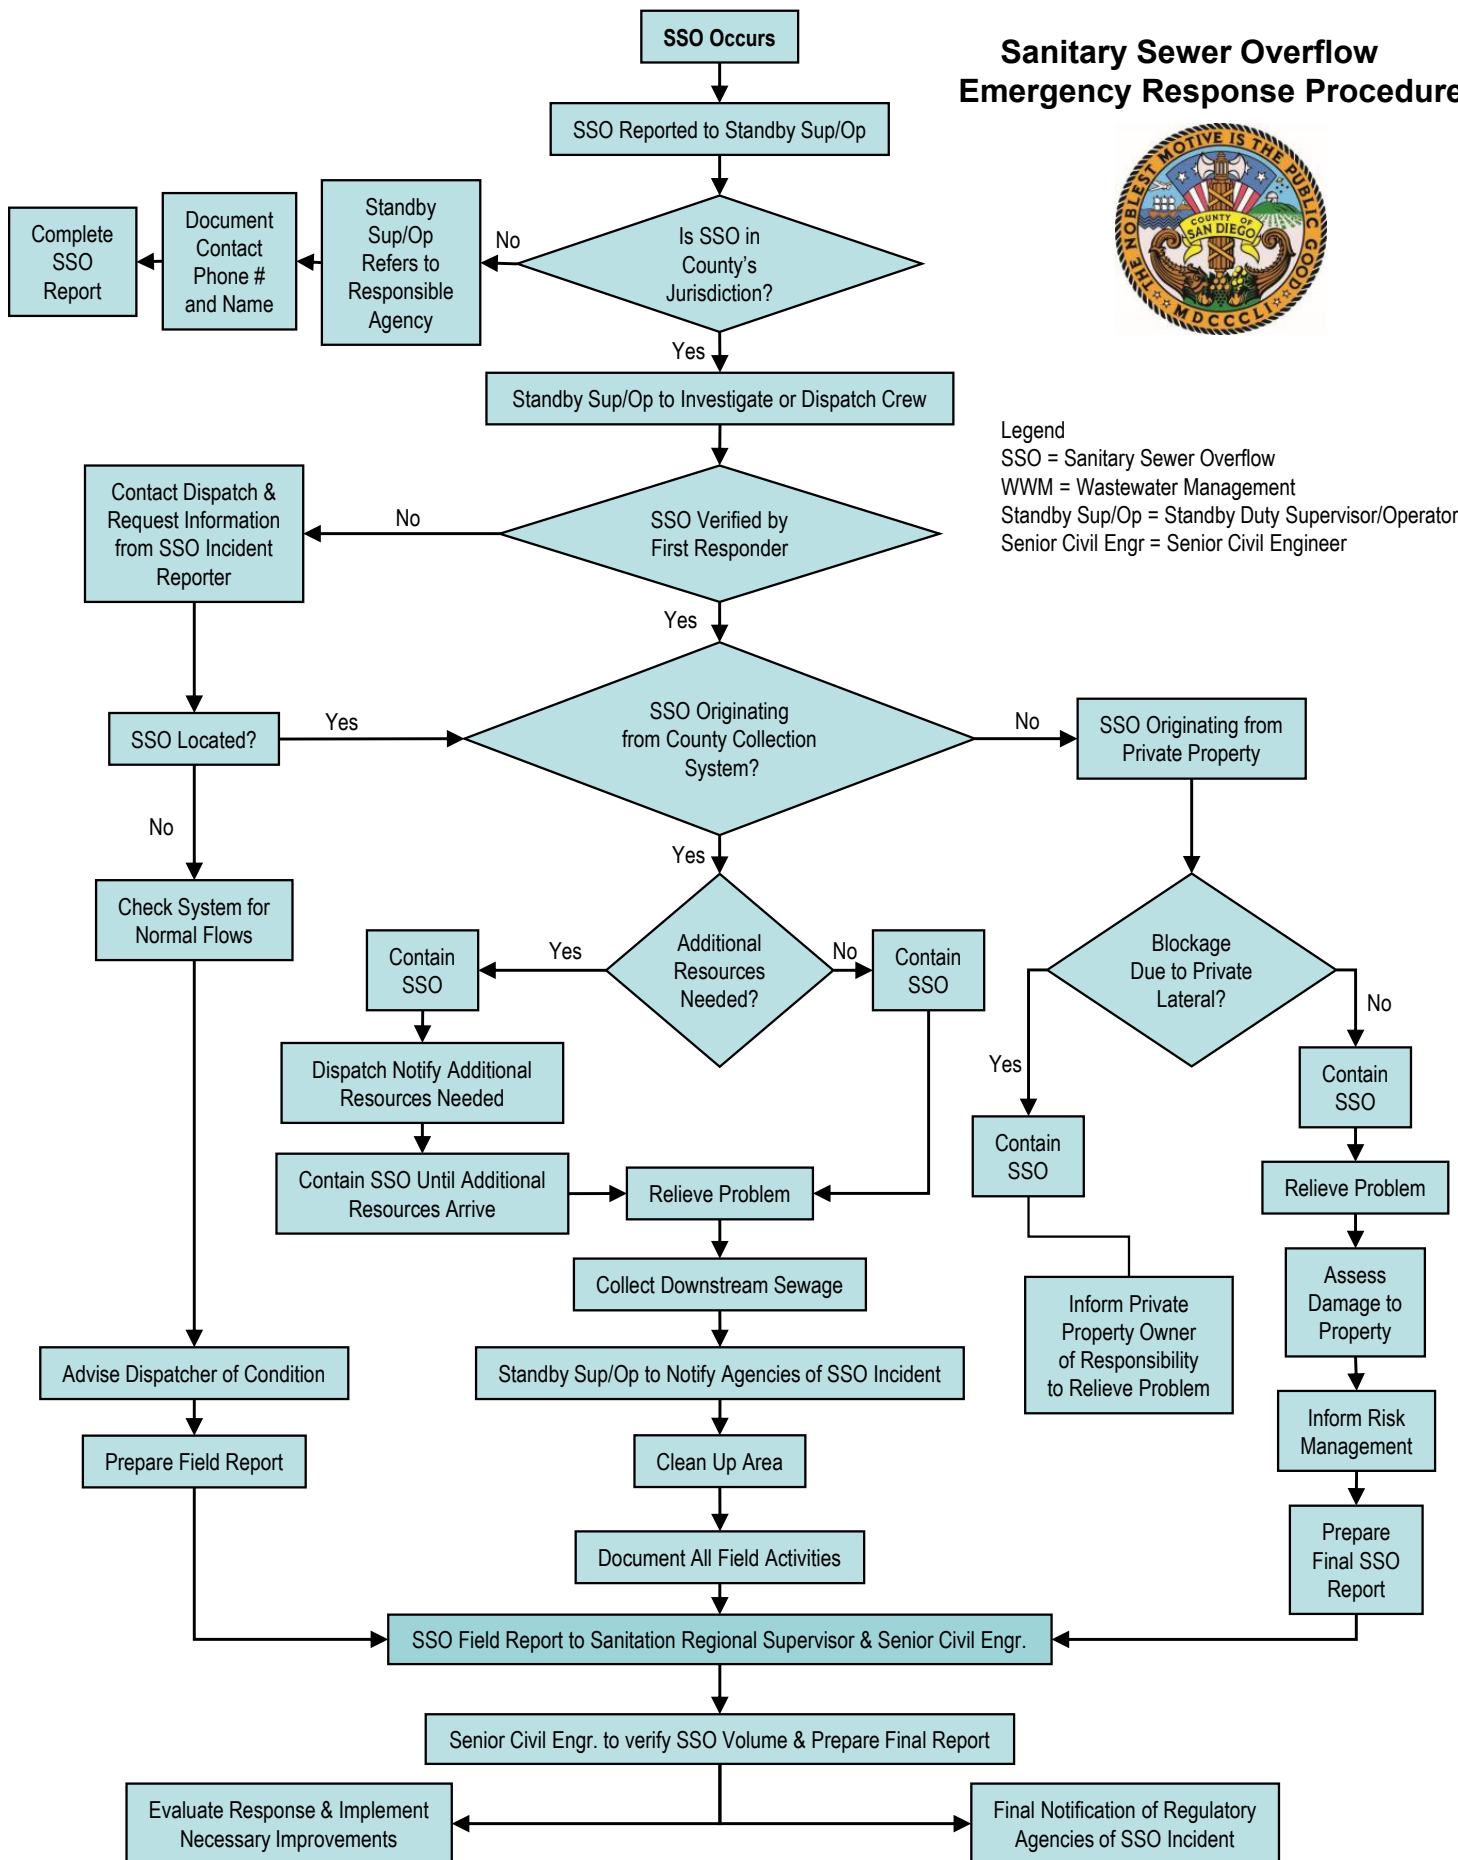 SSO Occurs
Sanitary Sewer Overflow
Emergency Response Procedure
SSO Reported to Standby Sup/Op
THE NOBLEST MOTIVE IS THE PUBLIC GOOD
COUNTY OF
SAN DIEGO
MDCCCLI
Is SSO in
County's
Jurisdiction?
No
Standby
Sup/Op
Refers to
Responsible
Agency
Document
Contact
Phone #
and Name
Complete
SSO
Report
Yes
Standby Sup/Op to Investigate or Dispatch Crew
Legend
SSO = Sanitary Sewer Overflow
WWM = Wastewater Management
Standby Sup/Op = Standby Duty Supervisor/Operator
Senior Civil Engr = Senior Civil Engineer
SSO Verified by
First Responder
No
Contact Dispatch &
Request Information
from SSO Incident
Reporter
Yes
SSO Located?
Yes
SSO Originating
from County Collection
System?
No
SSO Originating from
Private Property
No
Yes
Check System for
Normal Flows
Contain
SSO
Yes
Additional
Resources
Needed?
No
Contain
SSO
Blockage
Due to Private
Lateral?
No
Yes
Dispatch Notify Additional
Resources Needed
Contain
SSO
Contain
SSO
Contain SSO Until Additional
Resources Arrive
Relieve Problem
Relieve Problem
Collect Downstream Sewage
Inform Private
Property Owner
of Responsibility
to Relieve Problem
Assess
Damage to
Property
Advise Dispatcher of Condition
Standby Sup/Op to Notify Agencies of SSO Incident
Inform Risk
Management
Prepare Field Report
Clean Up Area
Prepare
Final SSO
Report
Document All Field Activities
SSO Field Report to Sanitation Regional Supervisor & Senior Civil Engr.
Senior Civil Engr. to verify SSO Volume & Prepare Final Report
Evaluate Response & Implement
Necessary Improvements
Final Notification of Regulatory
Agencies of SSO Incident